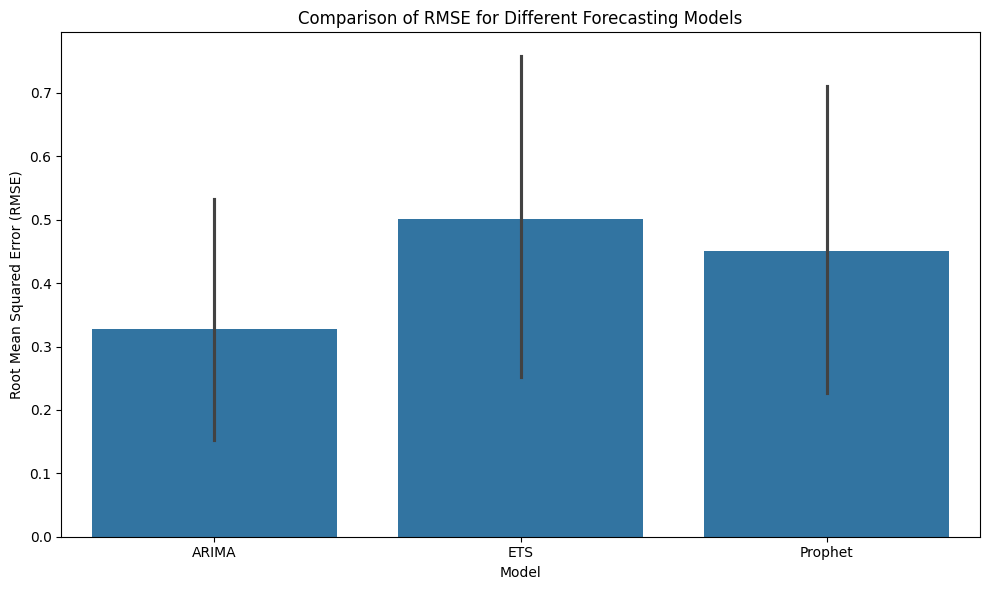 Comparison of RMSE for Different Forecasting Models
Root Mean Squared Error (RMSE)
0.7
0.6
0.5
0.4
0.3
0.2
0.1
0.0
ARIMA
ETS
Prophet
Model